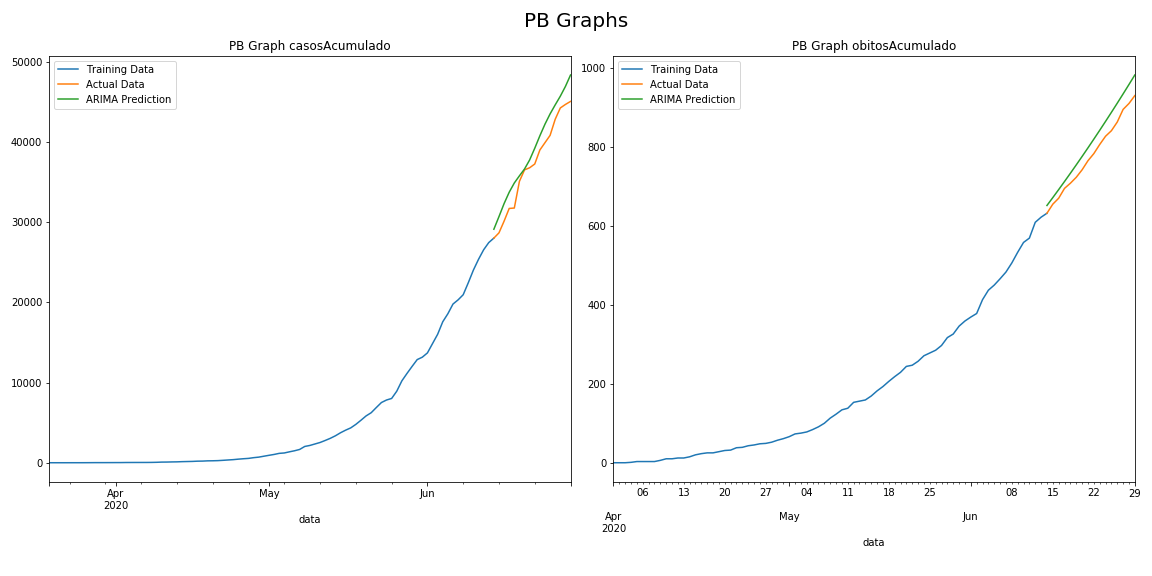 PB Graphs
PB Graph casosAcumulado
Training Data
Actual Data
ARIMA Prediction
50000
40000
30000
20000
10000
0
Apr
2020
May
Jun
data
PB Graph obitosAcumulado
Training Data
Actual Data
ARIMA Prediction
1000
800
600
400
200
0
06 13 20 27 04 11 18 25 08 15 22 29
Apr
2020
May
Jun
data